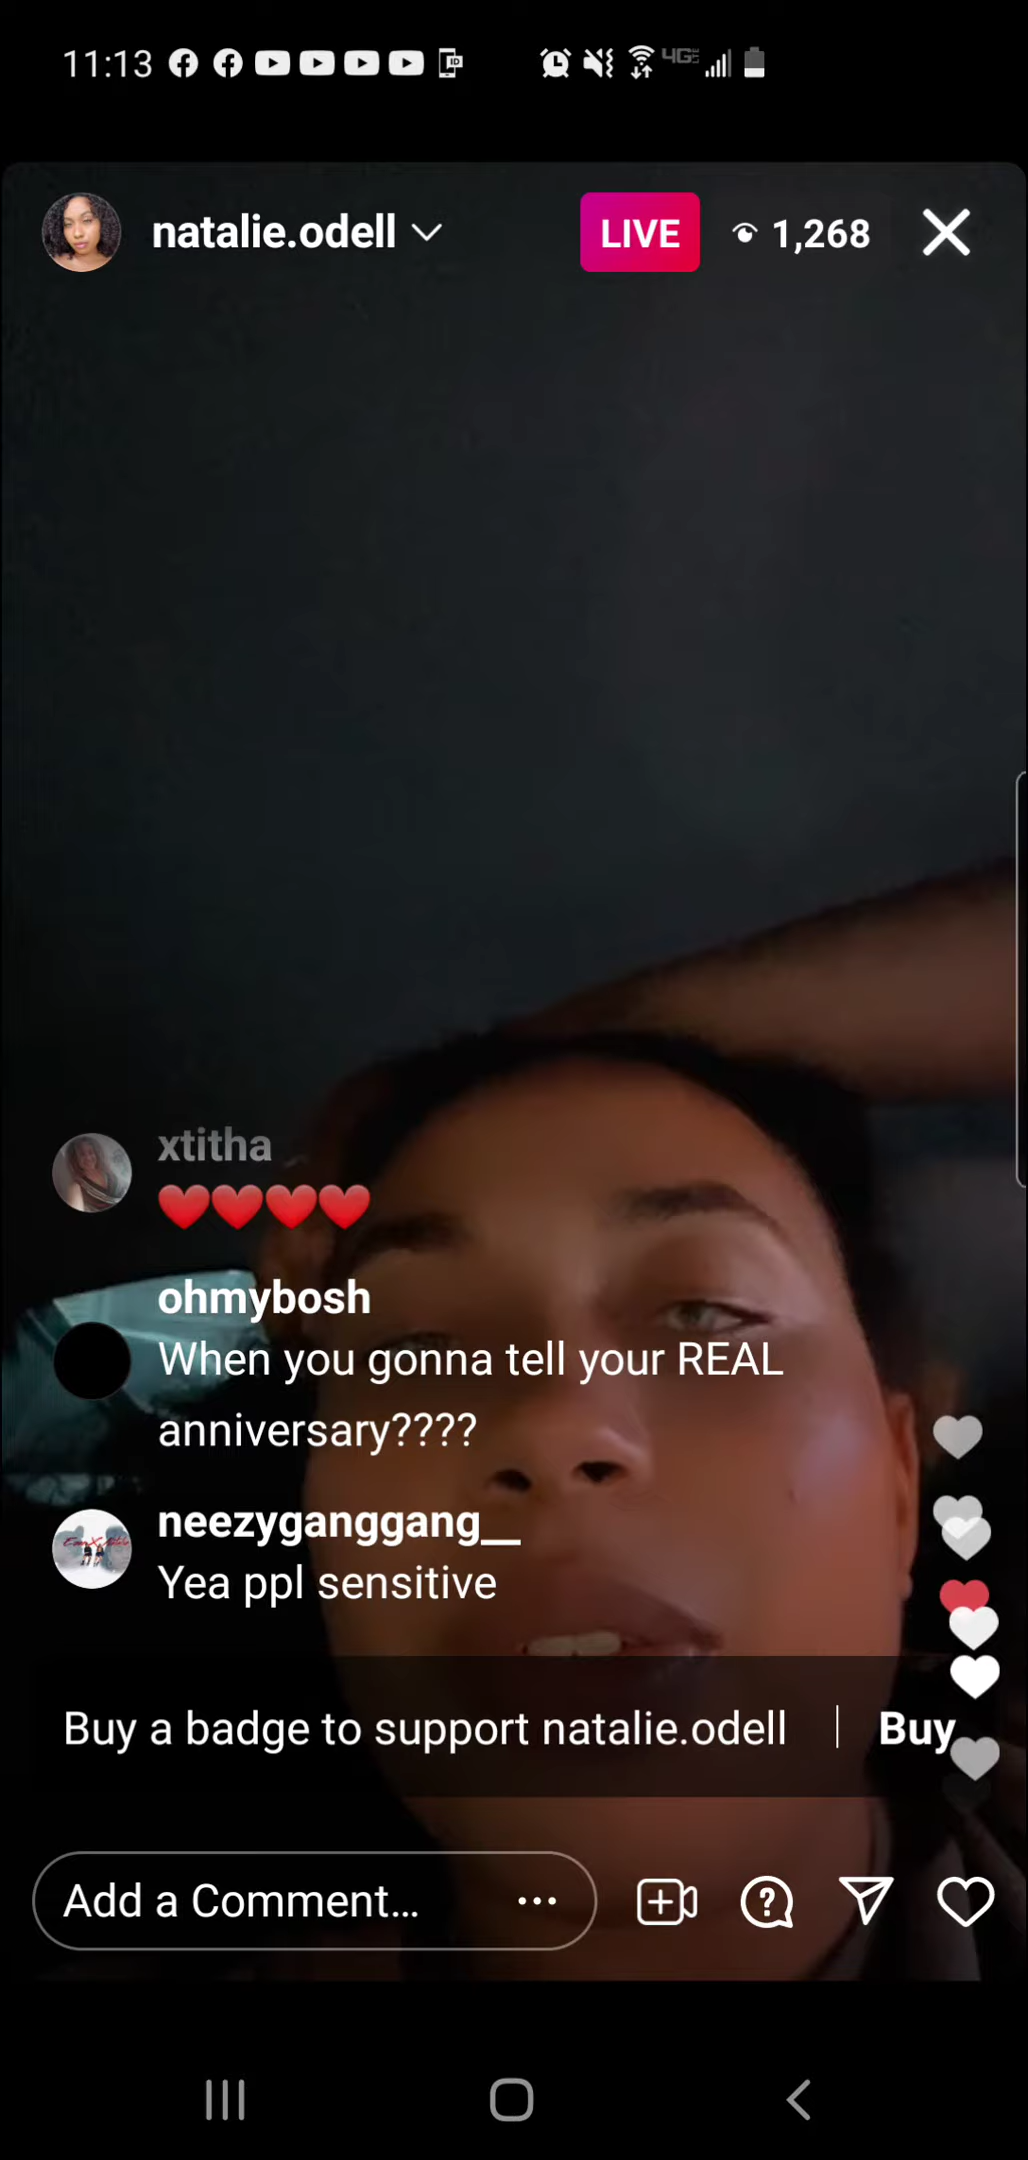 11:13
4GE
natalie.odell
LIVE
1,268
xtitha
❤️❤️❤️❤️
ohmybosh
When you gonna tell your REAL
anniversary????
neezyganggang__
Yea ppl sensitive
Buy a badge to support natalie.odell | Buy
Add a Comment...